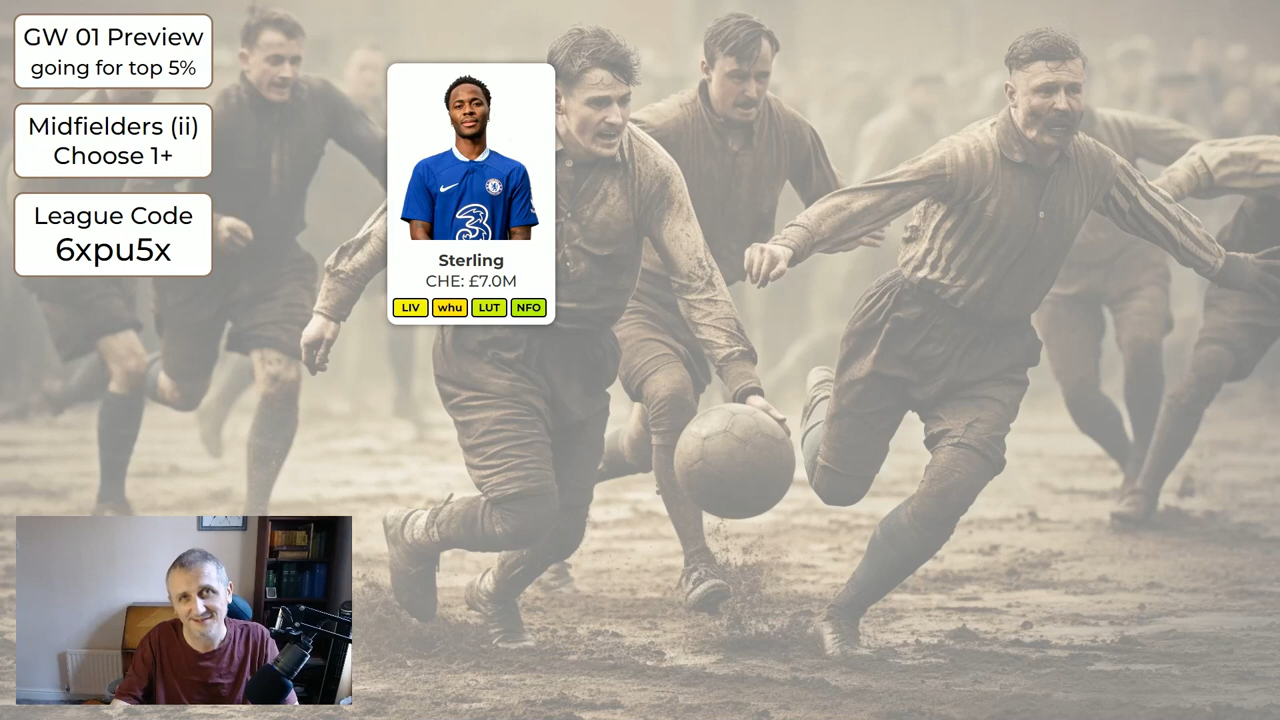 GW 01 Preview
going for top 5%
Midfielders (ii)
Choose 1+
League Code
6xpu5x
3
Sterling
CHE: £7.0M
LIV whu LUT NFO